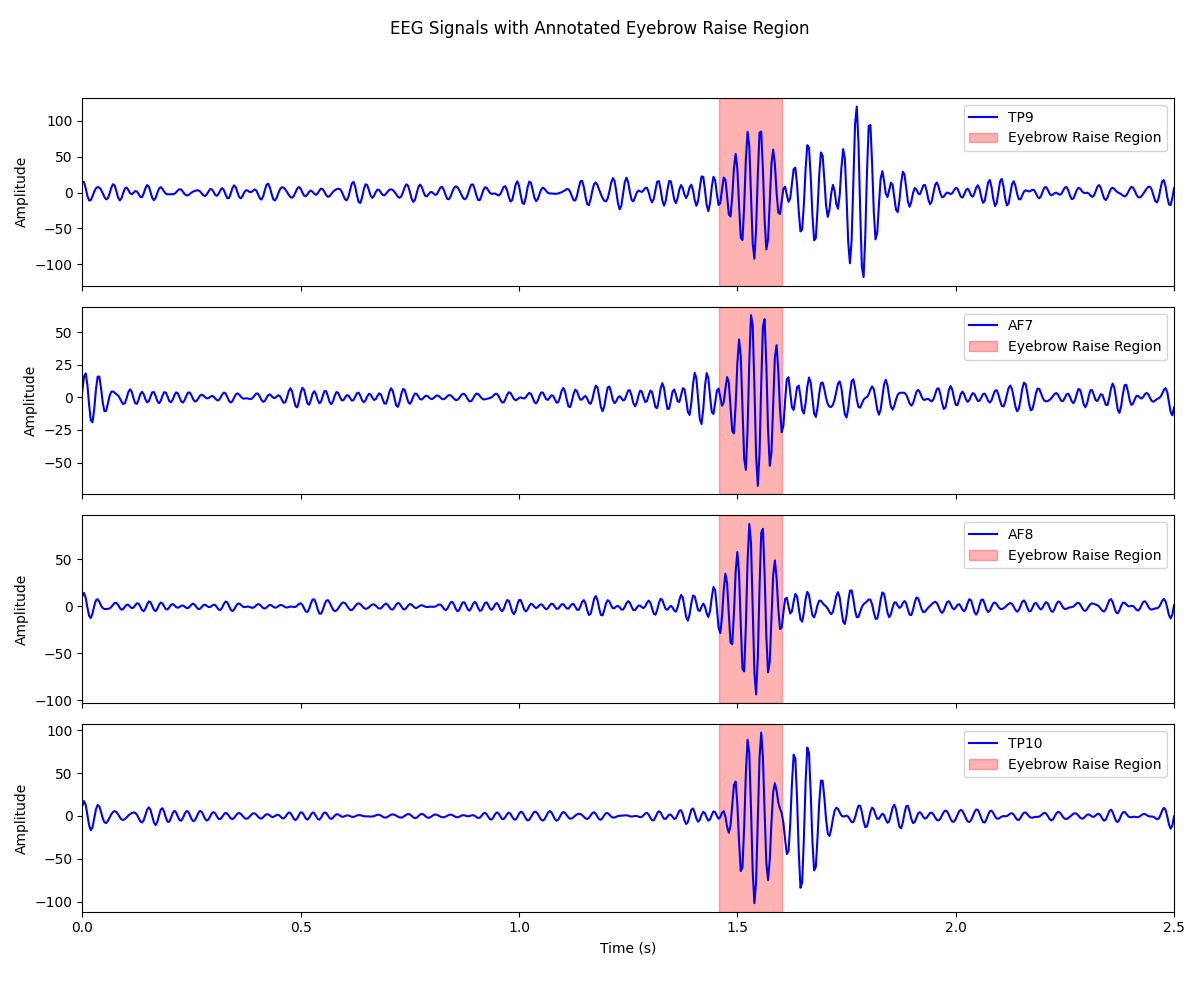 EEG Signals with Annotated Eyebrow Raise Region
Amplitude
100
50
0
−50
−100
TP9
Eyebrow Raise Region
Amplitude
50
25
0
−25
−50
AF7
Eyebrow Raise Region
Amplitude
50
0
−50
−100
AF8
Eyebrow Raise Region
Amplitude
100
50
0
−50
−100
TP10
Eyebrow Raise Region
0.0 0.5 1.0 1.5 2.0 2.5
Time (s)